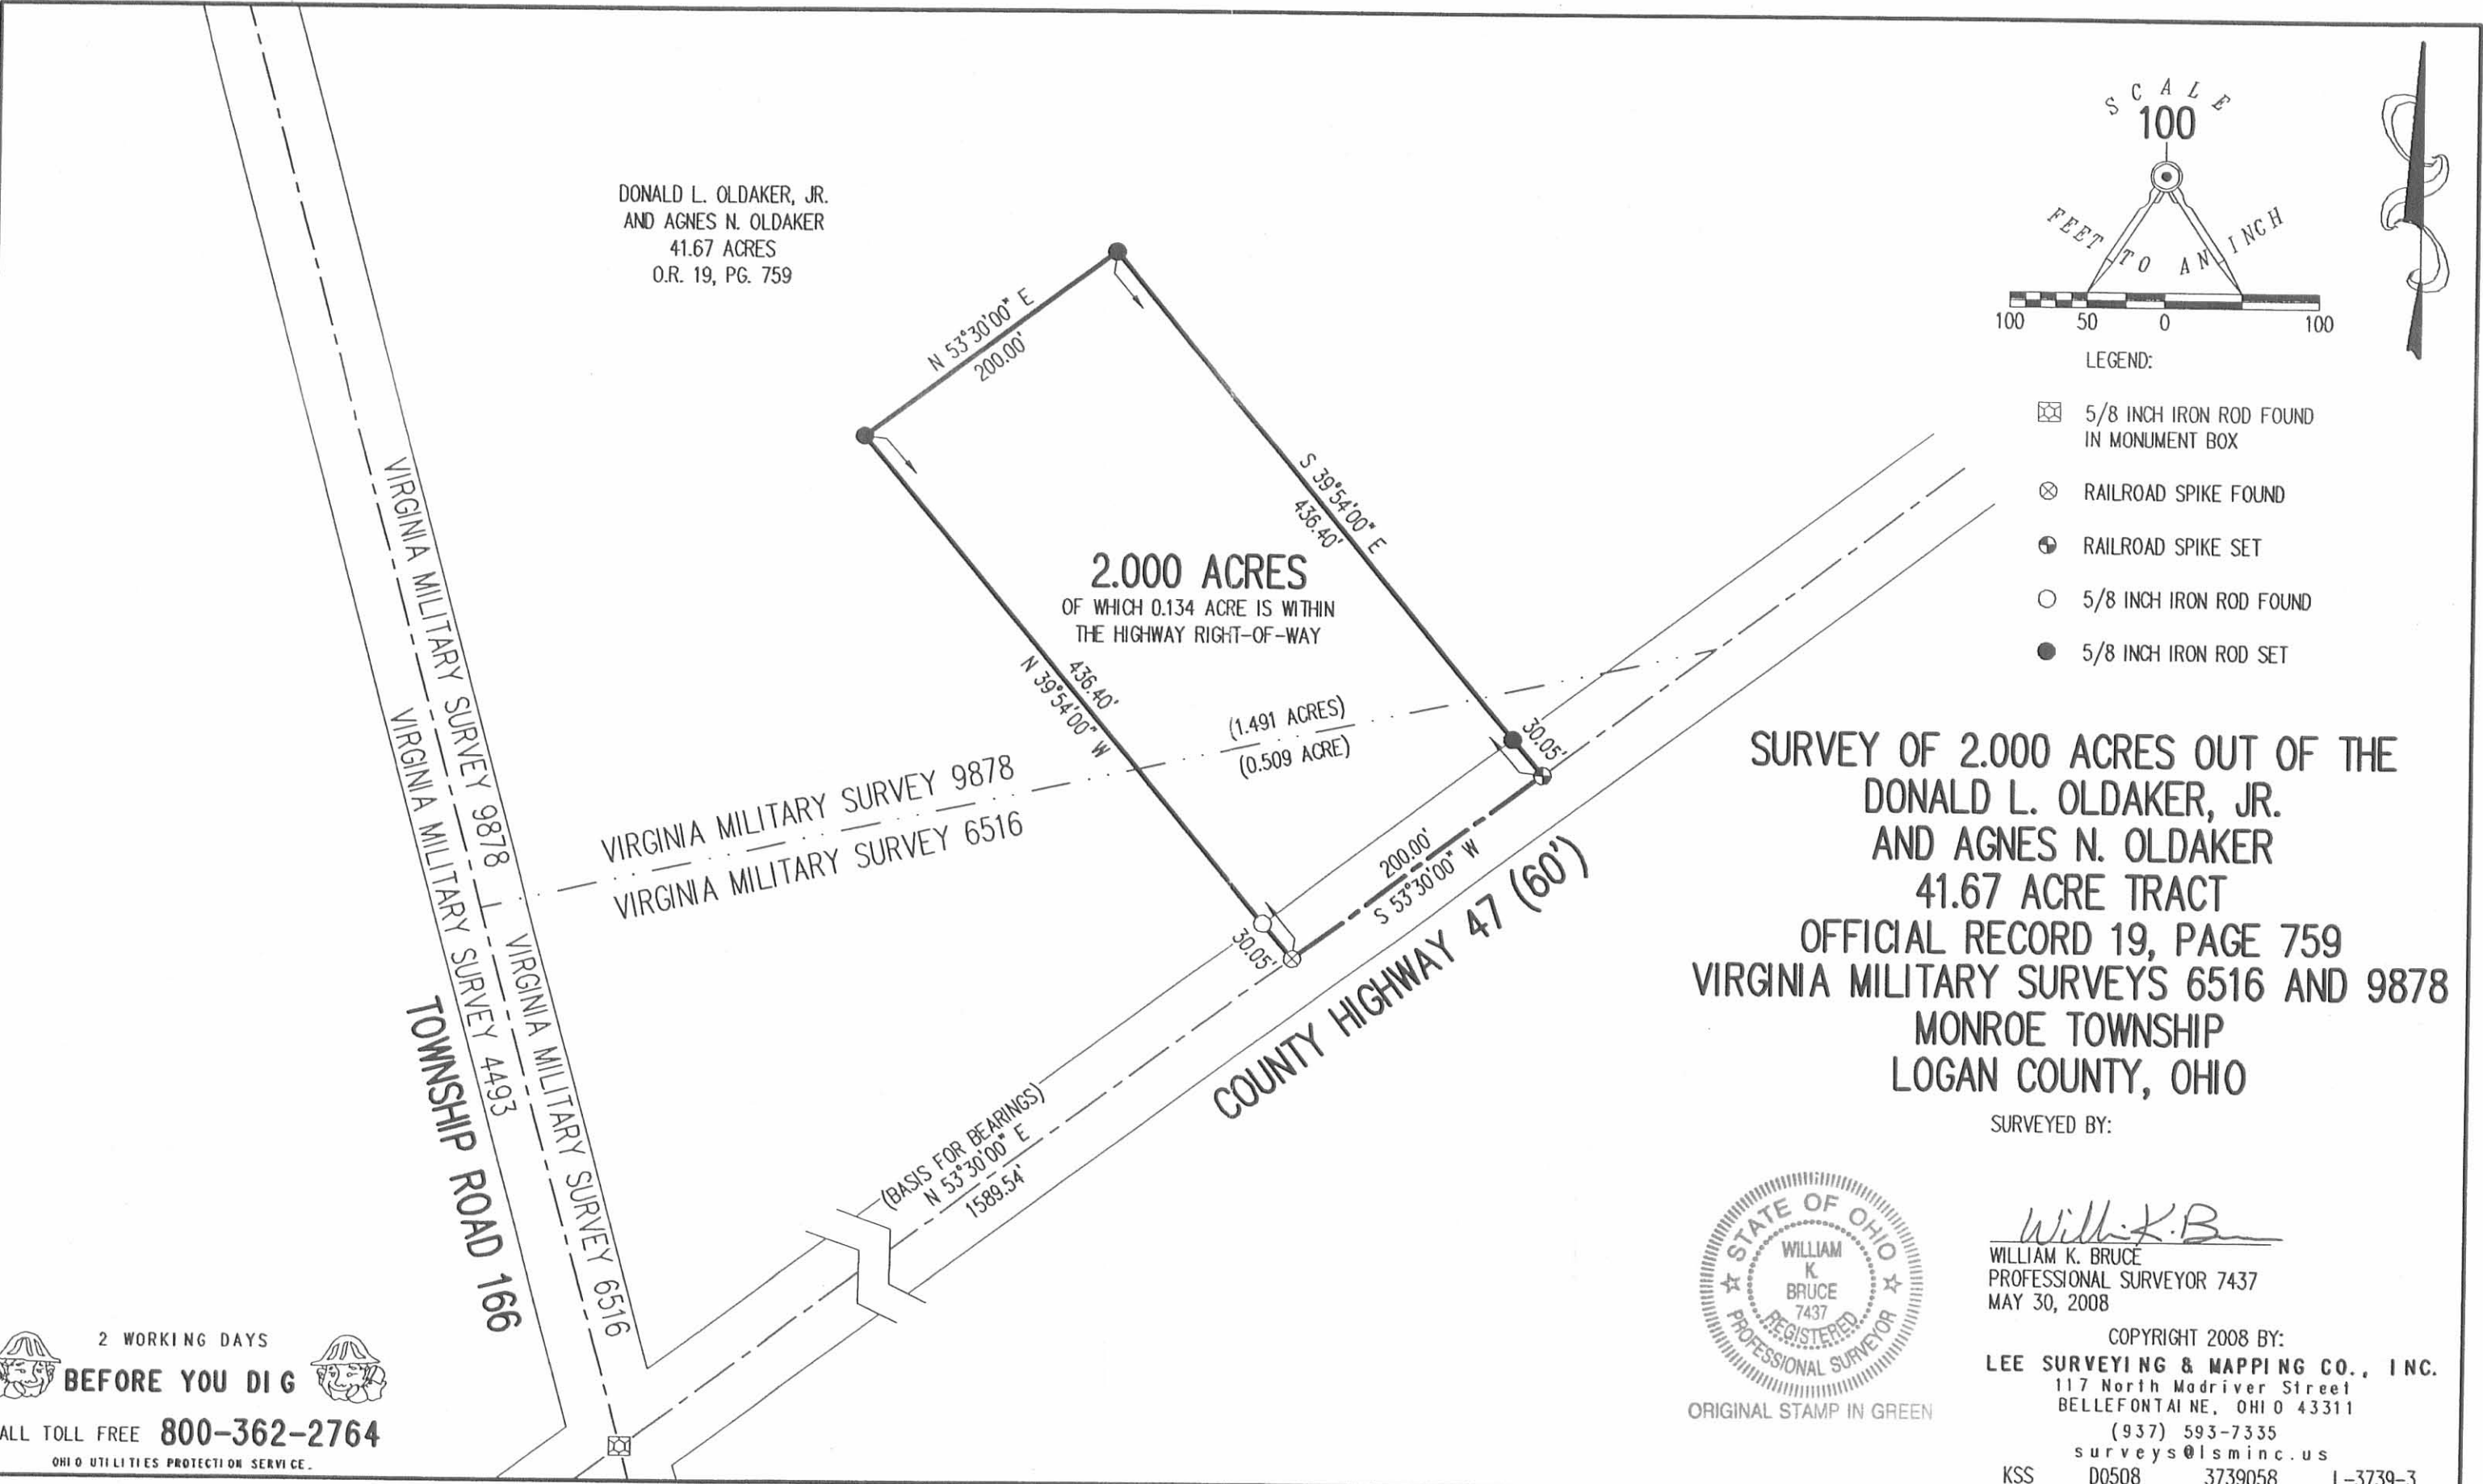 DONALD L. OLDAKER, JR.
AND AGNES N. OLDAKER
41.67 ACRES
O.R. 19, PG. 759
SCALE
100
FEET TO AN INCH
100 50 0 100
LEGEND:
5/8 INCH IRON ROD FOUND
IN MONUMENT BOX
RAILROAD SPIKE FOUND
RAILROAD SPIKE SET
5/8 INCH IRON ROD FOUND
5/8 INCH IRON ROD SET
N 53°30'00" E
200.00'
S 39°54'00" E
436.40'
2.000 ACRES
OF WHICH 0.134 ACRE IS WITHIN
THE HIGHWAY RIGHT-OF-WAY
436.40'
N 39°54'00" W
(1.491 ACRES)
(0.509 ACRE)
30.05'
200.00'
S 53°30'00" W
30.05'
COUNTY HIGHWAY 47 (60')
VIRGINIA MILITARY SURVEY 9878
VIRGINIA MILITARY SURVEY 6516
VIRGINIA MILITARY SURVEY 9878
VIRGINIA MILITARY SURVEY 4493
VIRGINIA MILITARY SURVEY 6516
TOWNSHIP ROAD 166
(BASIS FOR BEARINGS)
N 53°30'00" E
1589.54'
SURVEY OF 2.000 ACRES OUT OF THE
DONALD L. OLDAKER, JR.
AND AGNES N. OLDAKER
41.67 ACRE TRACT
OFFICIAL RECORD 19, PAGE 759
VIRGINIA MILITARY SURVEYS 6516 AND 9878
MONROE TOWNSHIP
LOGAN COUNTY, OHIO
SURVEYED BY:
STATE OF OHIO
WILLIAM
K.
BRUCE
7437
REGISTERED
PROFESSIONAL SURVEYOR
ORIGINAL STAMP IN GREEN
WILLIAM K. BRUCE
PROFESSIONAL SURVEYOR 7437
MAY 30, 2008
COPYRIGHT 2008 BY:
LEE SURVEYING & MAPPING CO., INC.
117 North Madriver Street
BELLEFONTAINE, OHIO 43311
(937) 593-7335
surveys@lsminc.us
KSS D0508 3739058 L-3739-3
2 WORKING DAYS
BEFORE YOU DIG
ALL TOLL FREE 800-362-2764
OHIO UTILITIES PROTECTION SERVICE.